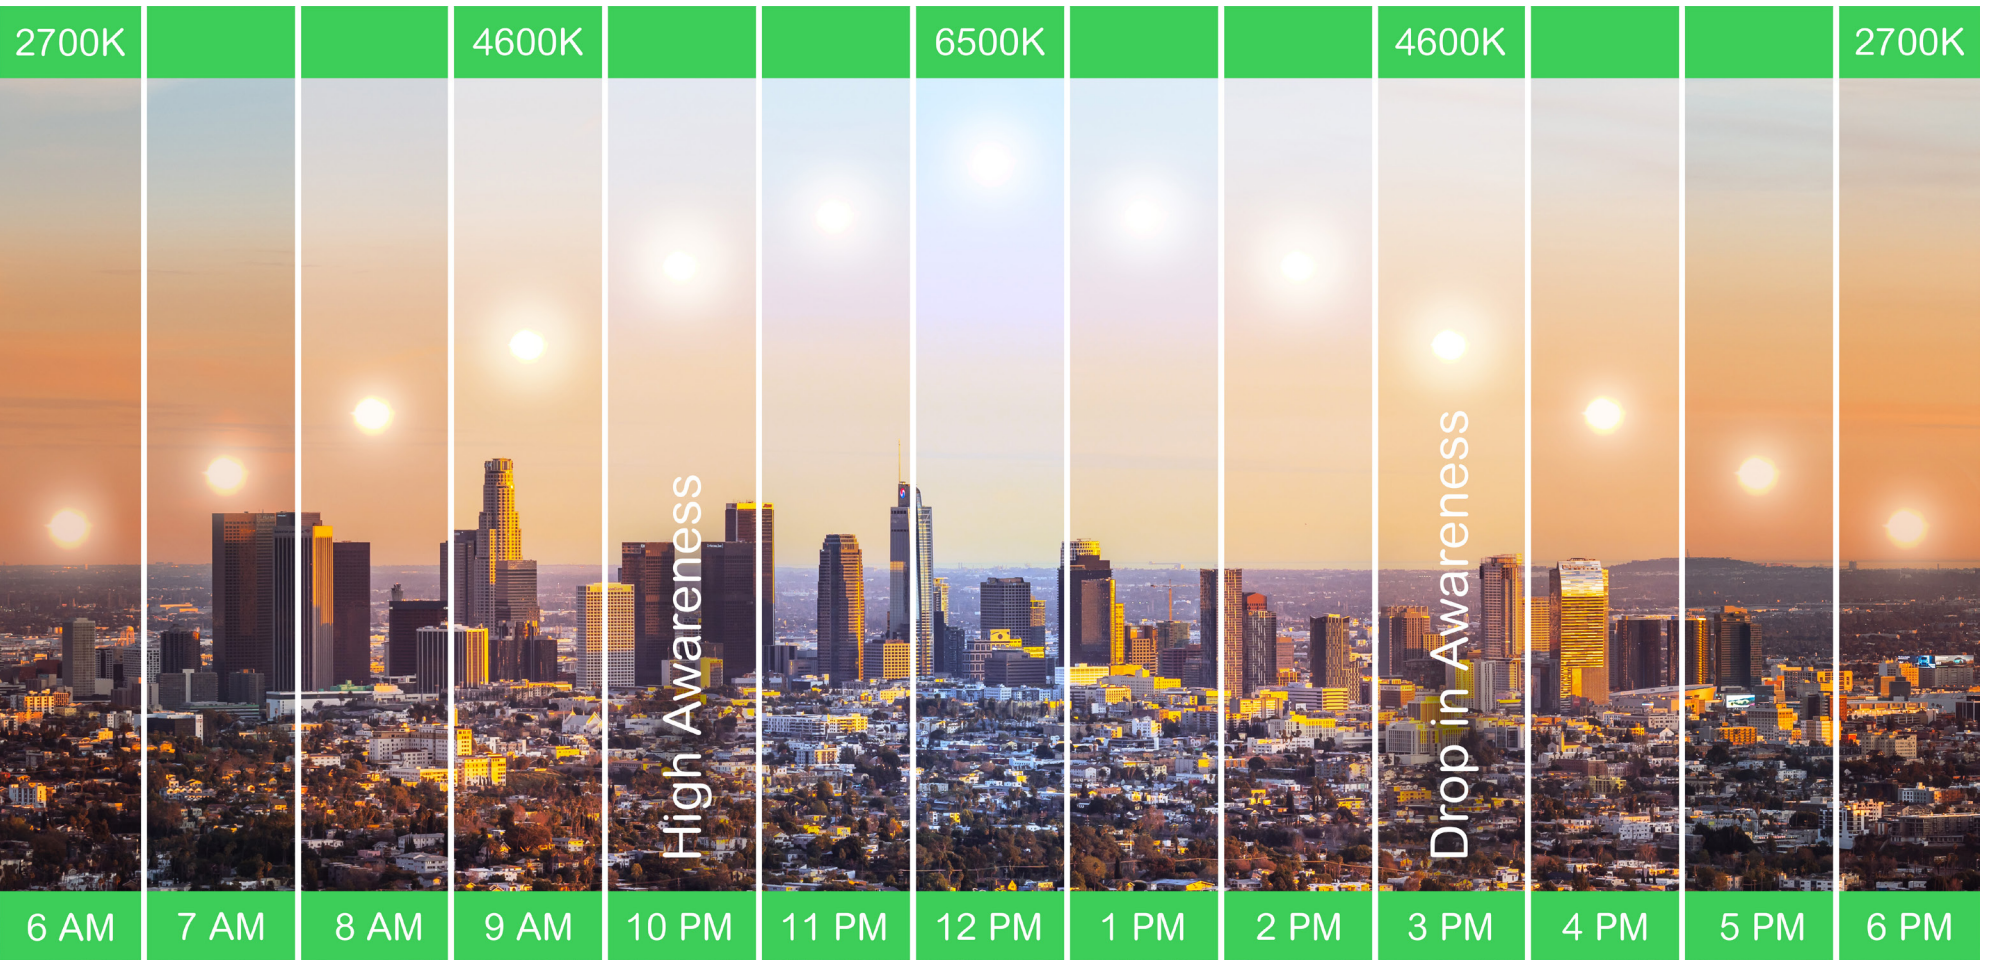 2700K
4600K
6500K
4600K
2700K
High Awareness
Drop in Awareness
6 AM
7 AM
8 AM
9 AM
10 PM
11 PM
12 PM
1 PM
2 PM
3 PM
4 PM
5 PM
6 PM